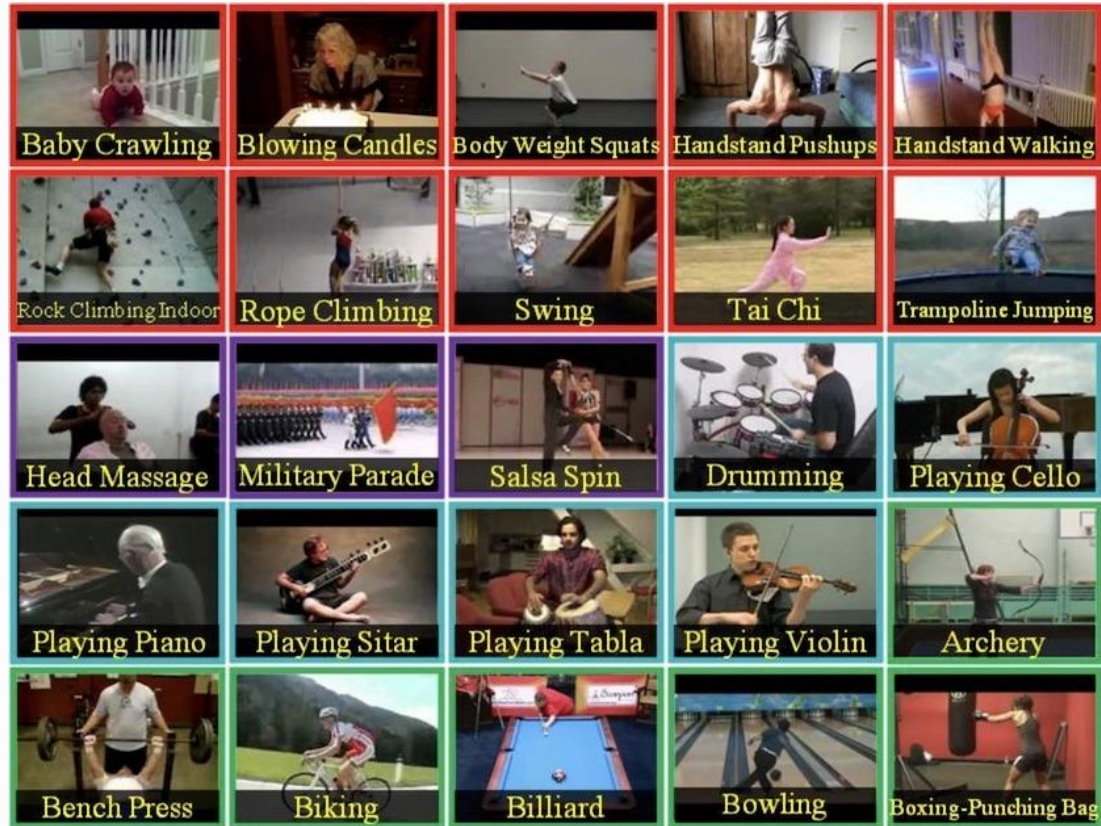 Baby Crawling
Blowing Candles
Body Weight Squats
Handstand Pushups
Handstand Walking
Rock Climbing Indoor
Rope Climbing
Swing
Tai Chi
Trampoline Jumping
Head Massage
Military Parade
Salsa Spin
Drumming
Playing Cello
Playing Piano
Playing Sitar
Playing Tabla
Playing Violin
Archery
Bench Press
Biking
Billiard
Bowling
Boxing-Punching Bag